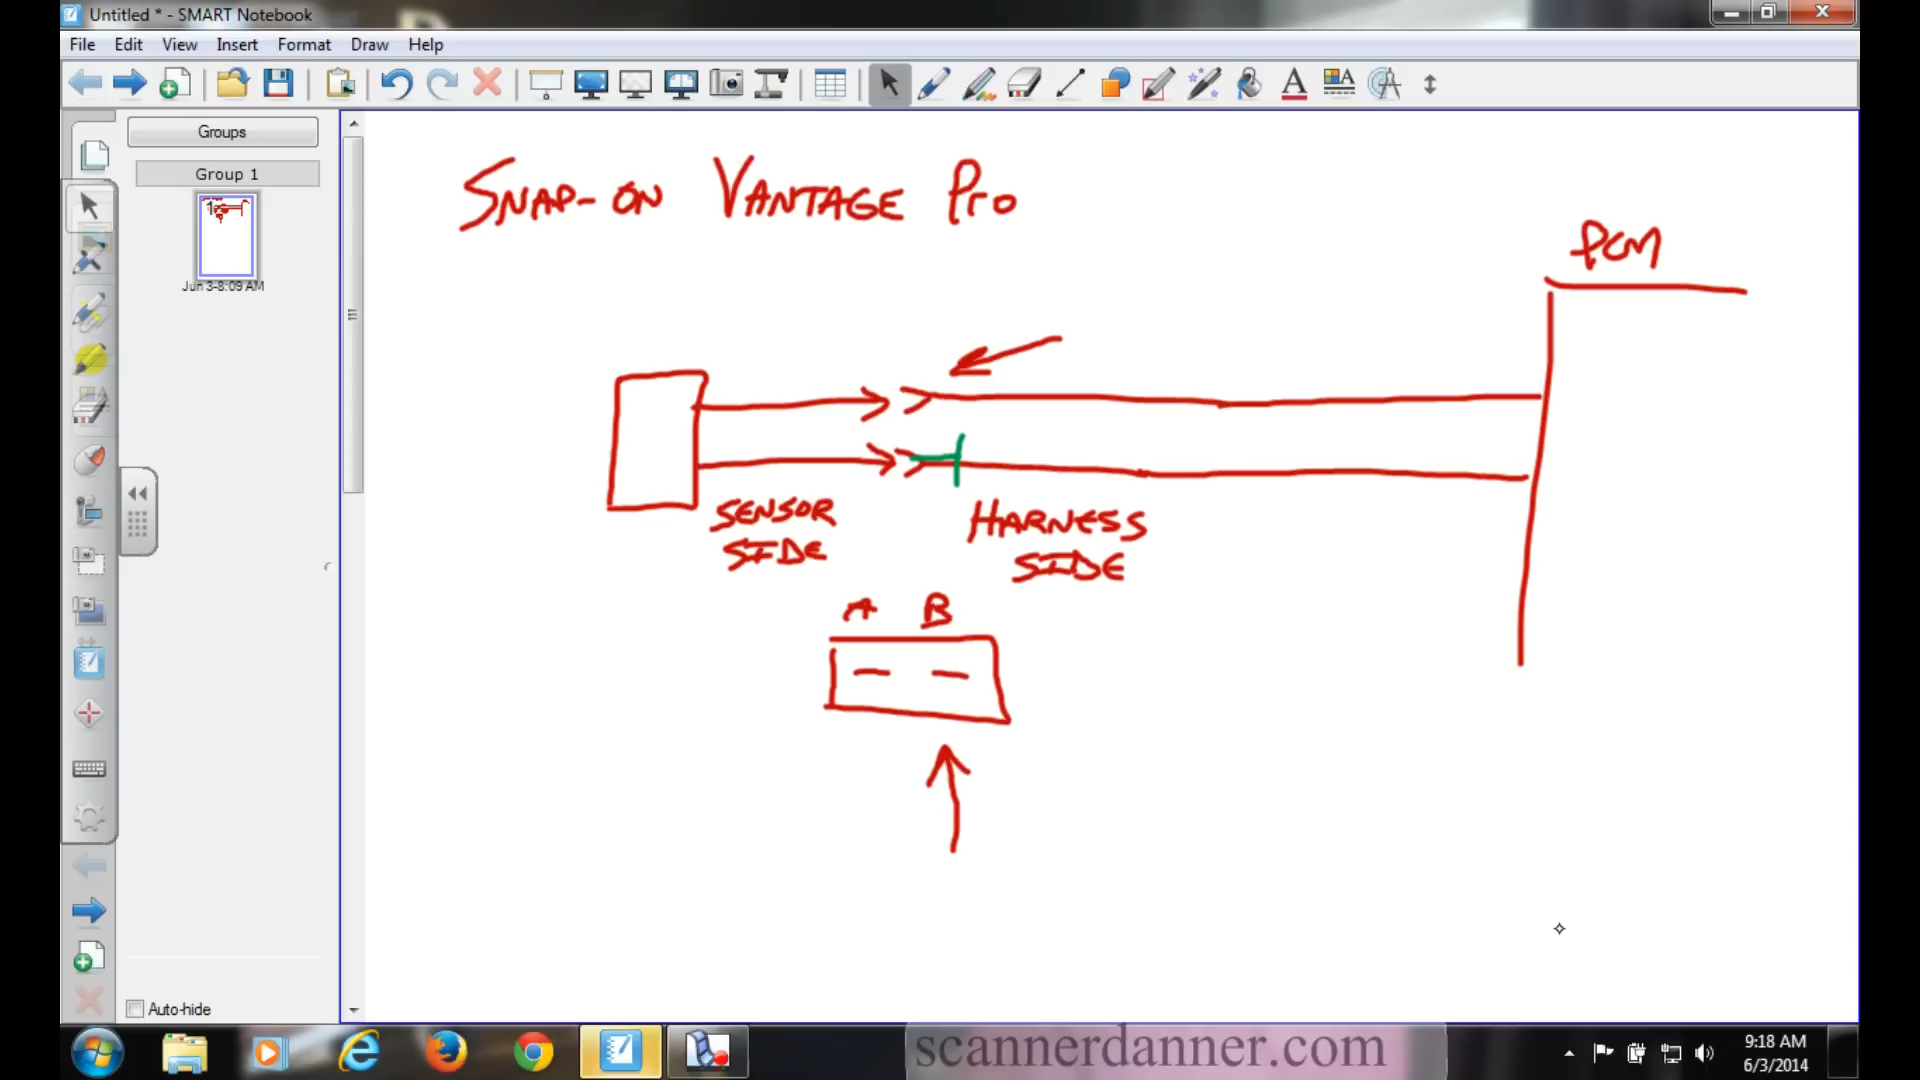 Untitled * - SMART Notebook
File Edit View Insert Format Draw Help
Groups
Group 1
1
Jun 3-8:09 AM
SNAP-ON VANTAGE Pro
PCM
SENSOR
SIDE
HARNESS
SIDE
A B
Auto-hide
scannerdanner.com
9:18 AM
6/3/2014